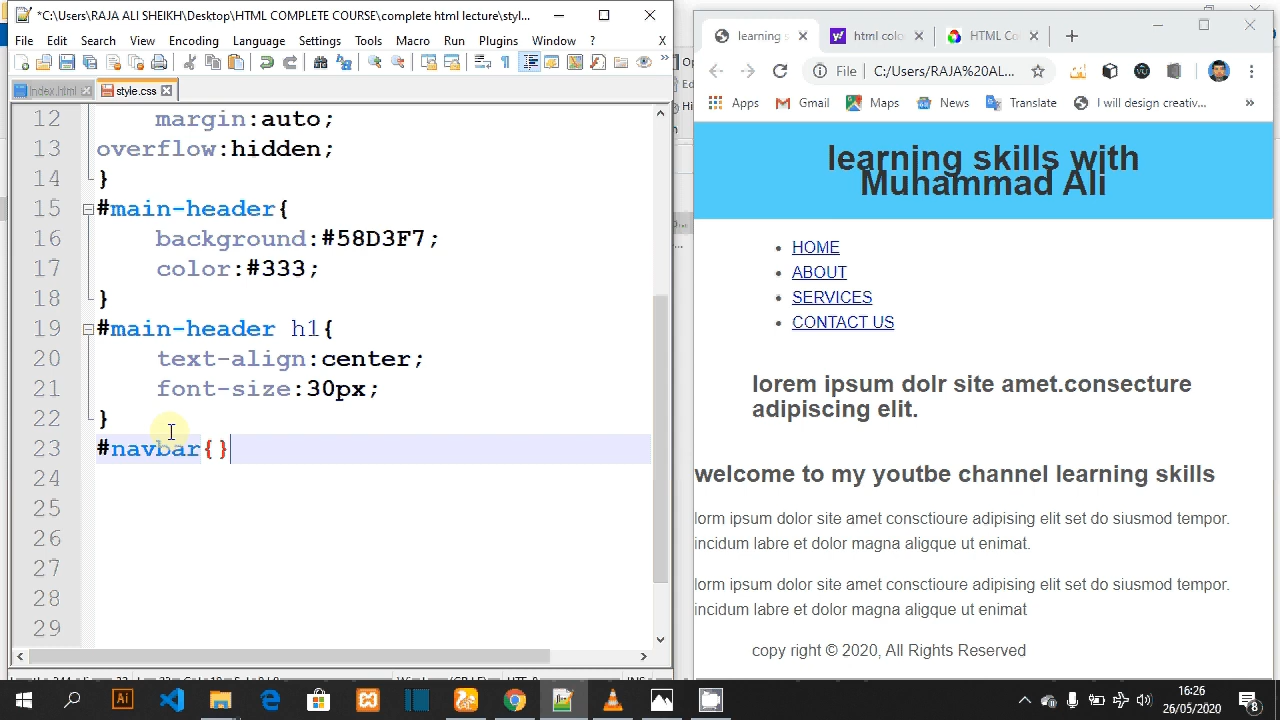 *C:\Users\RAJA ALI SHEIKH\Desktop\HTML COMPLETE COURSE\complete html lecture\styl...
File Edit Search View Encoding Language Settings Tools Macro Run Plugins Window ? X
index.html style.css
12 margin:auto;
13 overflow:hidden;
14 }
15 #main-header{
16 background:#58D3F7;
17 color:#333;
18 }
19 #main-header h1{
20 text-align:center;
21 font-size:30px;
22 }
23 #navbar{}
24
25
26
27
28
29
learning s html colo HTML Co
File C:/Users/RAJA%20AL...
Apps Gmail Maps News Translate I will design creativ... »
learning skills with
Muhammad Ali
• HOME
• ABOUT
• SERVICES
• CONTACT US
lorem ipsum dolr site amet.consecture
adipiscing elit.
welcome to my youtbe channel learning skills
lorm ipsum dolor site amet consctioure adipising elit set do siusmod tempor.
incidum labre et dolor magna aligque ut enimat.
lorm ipsum dolor site amet consctioure adipising elit set do siusmod tempor.
incidum labre et dolor magna aligque ut enimat
copy right © 2020, All Rights Reserved
16:26
26/05/2020